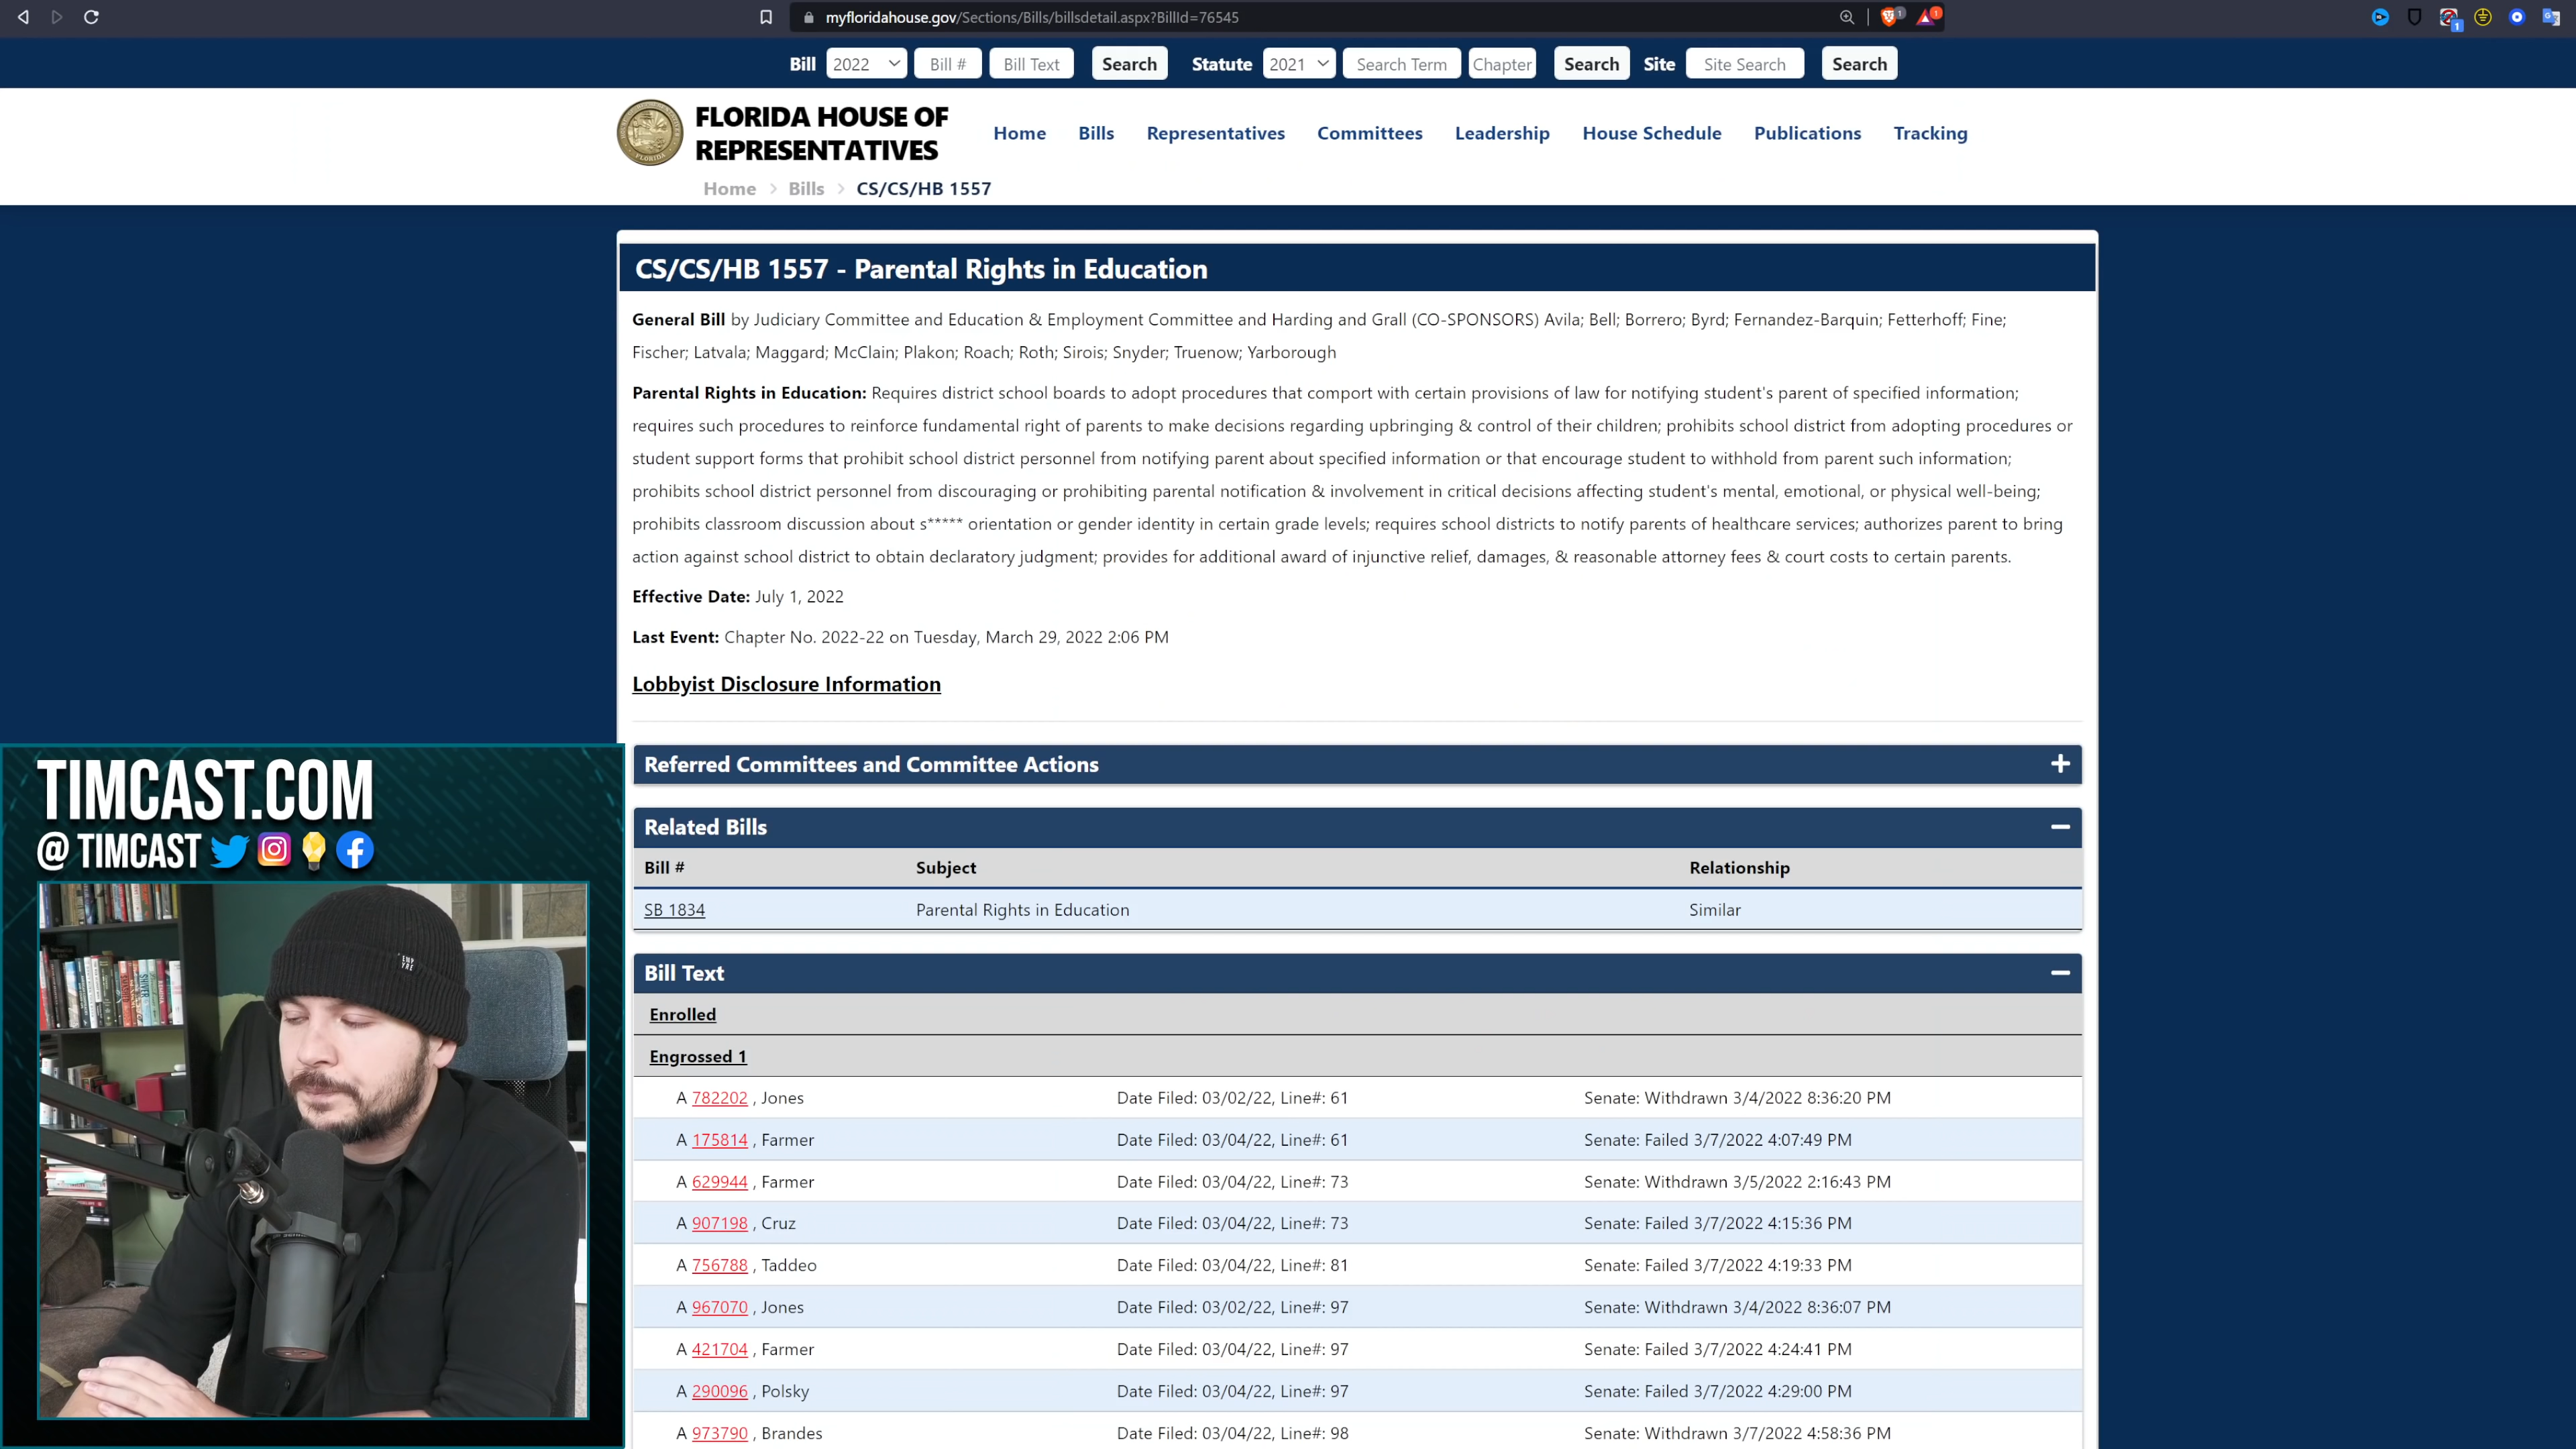 myfloridahouse.gov/Sections/Bills/billsdetail.aspx?BillId=76545
Bill 2022 Bill # Bill Text Search Statute 2021 Search Term Chapter Search Site Site Search Search
FLORIDA HOUSE OF
REPRESENTATIVES
Home Bills Representatives Committees Leadership House Schedule Publications Tracking
Home > Bills > CS/CS/HB 1557
CS/CS/HB 1557 - Parental Rights in Education
General Bill by Judiciary Committee and Education & Employment Committee and Harding and Grall (CO-SPONSORS) Avila; Bell; Borrero; Byrd; Fernandez-Barquin; Fetterhoff; Fine;
Fischer; Latvala; Maggard; McClain; Plakon; Roach; Roth; Sirois; Snyder; Truenow; Yarborough
Parental Rights in Education: Requires district school boards to adopt procedures that comport with certain provisions of law for notifying student's parent of specified information;
requires such procedures to reinforce fundamental right of parents to make decisions regarding upbringing & control of their children; prohibits school district from adopting procedures or
student support forms that prohibit school district personnel from notifying parent about specified information or that encourage student to withhold from parent such information;
prohibits school district personnel from discouraging or prohibiting parental notification & involvement in critical decisions affecting student's mental, emotional, or physical well-being;
prohibits classroom discussion about s***** orientation or gender identity in certain grade levels; requires school districts to notify parents of healthcare services; authorizes parent to bring
action against school district to obtain declaratory judgment; provides for additional award of injunctive relief, damages, & reasonable attorney fees & court costs to certain parents.
Effective Date: July 1, 2022
Last Event: Chapter No. 2022-22 on Tuesday, March 29, 2022 2:06 PM
Lobbyist Disclosure Information
Referred Committees and Committee Actions
Related Bills
Bill # Subject Relationship
SB 1834 Parental Rights in Education Similar
Bill Text
Enrolled
Engrossed 1
A 782202 , Jones Date Filed: 03/02/22, Line#: 61 Senate: Withdrawn 3/4/2022 8:36:20 PM
A 175814 , Farmer Date Filed: 03/04/22, Line#: 61 Senate: Failed 3/7/2022 4:07:49 PM
A 629944 , Farmer Date Filed: 03/04/22, Line#: 73 Senate: Withdrawn 3/5/2022 2:16:43 PM
A 907198 , Cruz Date Filed: 03/04/22, Line#: 73 Senate: Failed 3/7/2022 4:15:36 PM
A 756788 , Taddeo Date Filed: 03/04/22, Line#: 81 Senate: Failed 3/7/2022 4:19:33 PM
A 967070 , Jones Date Filed: 03/02/22, Line#: 97 Senate: Withdrawn 3/4/2022 8:36:07 PM
A 421704 , Farmer Date Filed: 03/04/22, Line#: 97 Senate: Failed 3/7/2022 4:24:41 PM
A 290096 , Polsky Date Filed: 03/04/22, Line#: 97 Senate: Failed 3/7/2022 4:29:00 PM
A 973790 , Brandes Date Filed: 03/04/22, Line#: 98 Senate: Withdrawn 3/7/2022 4:58:36 PM
TIMCAST.COM
@ TIMCAST